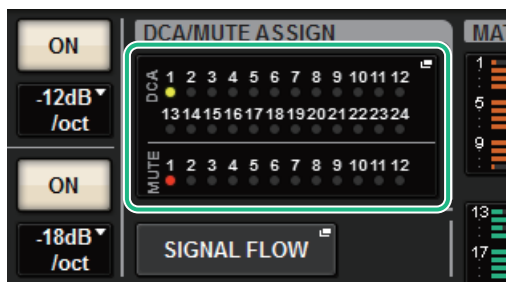 ON
-12dB
/oct
ON
-18dB
/oct
DCA/MUTE ASSIGN
DCA
1 2 3 4 5 6 7 8 9 10 11 12
13 14 15 16 17 18 19 20 21 22 23 24
MUTE
1 2 3 4 5 6 7 8 9 10 11 12
SIGNAL FLOW
MAT
1
5
9
13
17